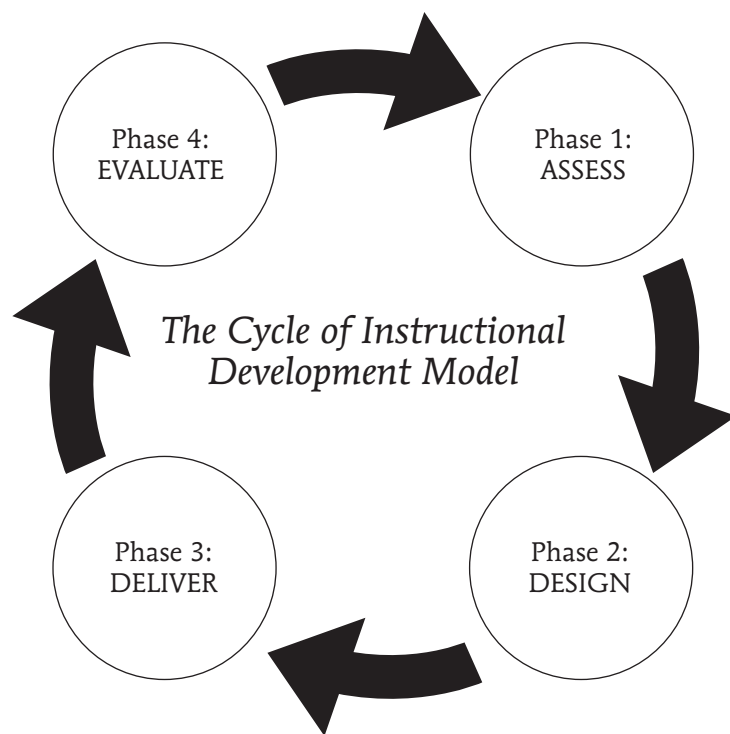 Phase 4:
EVALUATE
Phase 1:
ASSESS
The Cycle of Instructional
Development Model
Phase 3:
DELIVER
Phase 2:
DESIGN